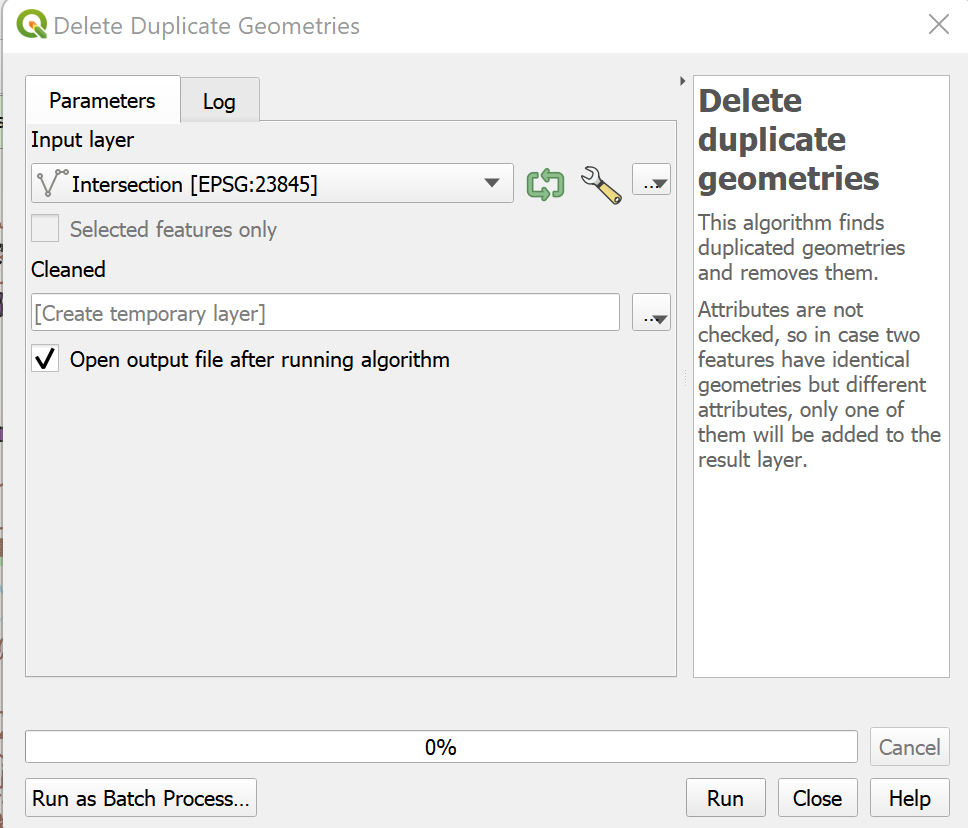 Delete Duplicate Geometries
Parameters
Log
Input layer
Intersection [EPSG:23845]
...
Selected features only
Cleaned
[Create temporary layer]
...
Open output file after running algorithm
Delete
duplicate
geometries
This algorithm finds
duplicated geometries
and removes them.
Attributes are not
checked, so in case two
features have identical
geometries but different
attributes, only one of
them will be added to the
result layer.
0%
Cancel
Run as Batch Process...
Run
Close
Help